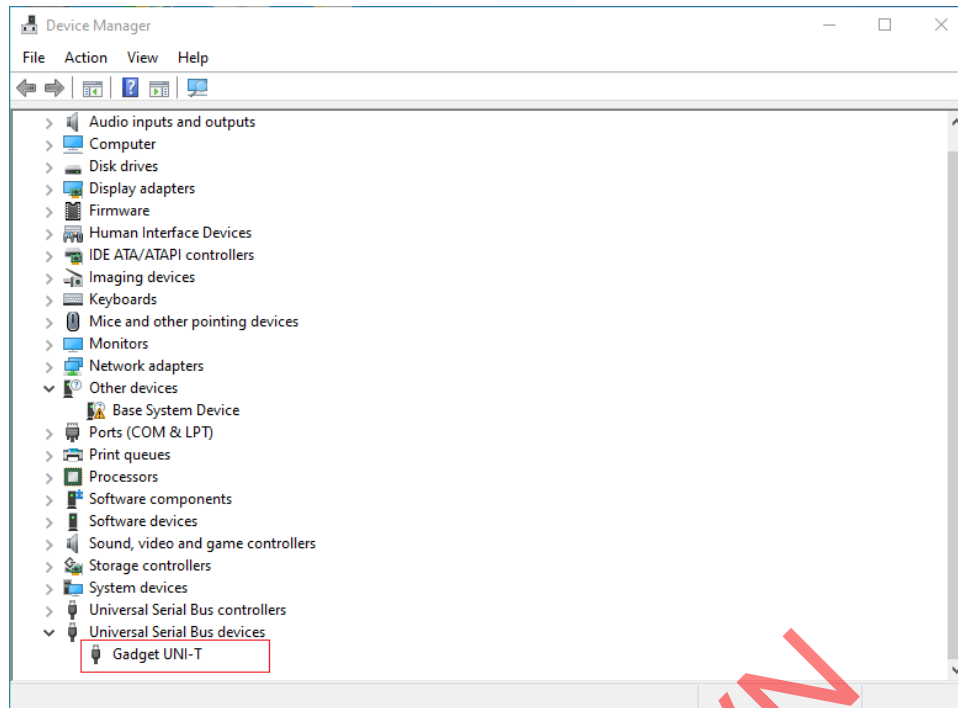 Device Manager
File Action View Help
Audio inputs and outputs
Computer
Disk drives
Display adapters
Firmware
Human Interface Devices
IDE ATA/ATAPI controllers
Imaging devices
Keyboards
Mice and other pointing devices
Monitors
Network adapters
Other devices
Base System Device
Ports (COM & LPT)
Print queues
Processors
Software components
Software devices
Sound, video and game controllers
Storage controllers
System devices
Universal Serial Bus controllers
Universal Serial Bus devices
Gadget UNI-T